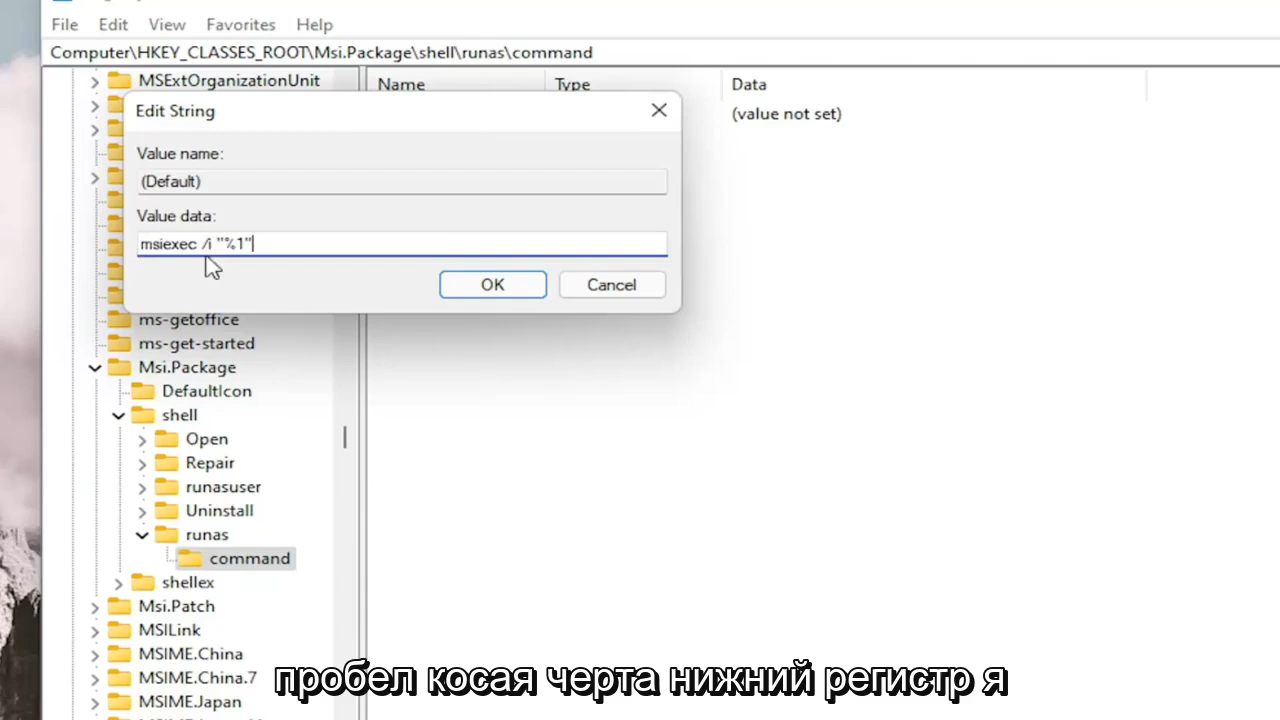 File Edit View Favorites Help
Computer\HKEY_CLASSES_ROOT\Msi.Package\shell\runas\command
MSExtOrganizationUnit
Name Type Data
Edit String
(value not set)
Value name:
(Default)
Value data:
msiexec /i "%1"
OK Cancel
ms-getoffice
ms-get-started
Msi.Package
DefaultIcon
shell
Open
Repair
runasuser
Uninstall
runas
command
shellex
Msi.Patch
MSILink
MSIME.China
MSIME.China.7
MSIME.Japan
пробел косая черта нижний регистр я